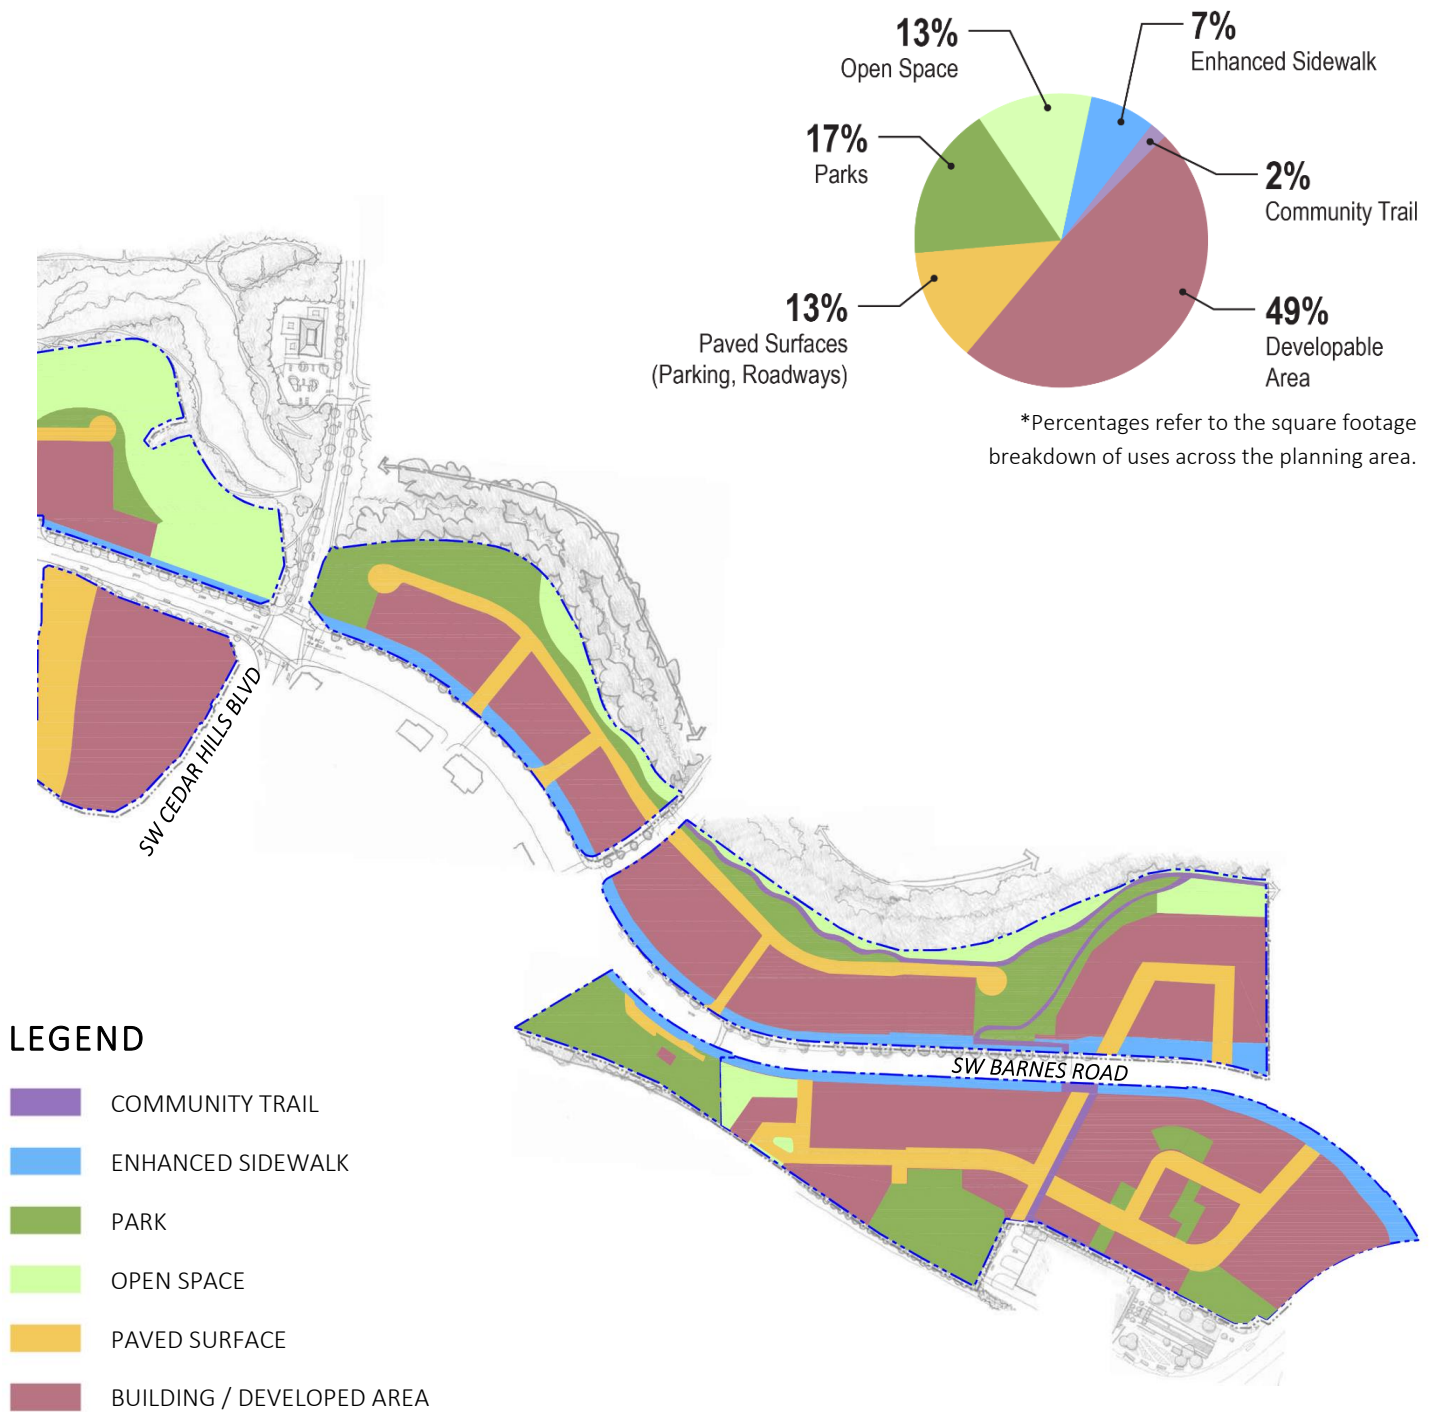 13%
Open Space
7%
Enhanced Sidewalk
17%
Parks
2%
Community Trail
13%
Paved Surfaces
(Parking, Roadways)
49%
Developable
Area
*Percentages refer to the square footage
breakdown of uses across the planning area.
SW CEDAR HILLS BLVD
SW BARNES ROAD
LEGEND
COMMUNITY TRAIL
ENHANCED SIDEWALK
PARK
OPEN SPACE
PAVED SURFACE
BUILDING / DEVELOPED AREA